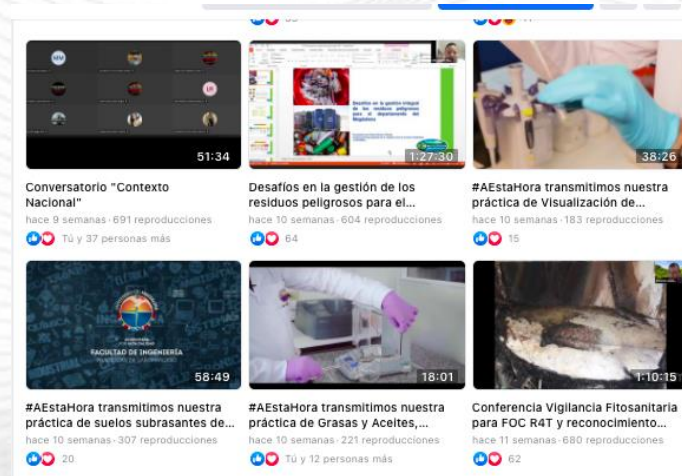 51:34
1:27:30
38:26
Conversatorio "Contexto
Nacional"
hace 9 semanas · 691 reproducciones
Tú y 37 personas más
Desafíos en la gestión de los
residuos peligrosos para el...
hace 10 semanas · 604 reproducciones
64
#AEstaHora transmitimos nuestra
práctica de Visualización de...
hace 10 semanas · 183 reproducciones
15
FACULTAD DE INGENIERÍA
58:49
18:01
1:10:15
#AEstaHora transmitimos nuestra
práctica de suelos subrasantes de...
hace 10 semanas · 307 reproducciones
20
#AEstaHora transmitimos nuestra
práctica de Grasas y Aceites,...
hace 10 semanas · 221 reproducciones
Tú y 12 personas más
Conferencia Vigilancia Fitosanitaria
para FOC R4T y reconocimiento...
hace 11 semanas · 680 reproducciones
62